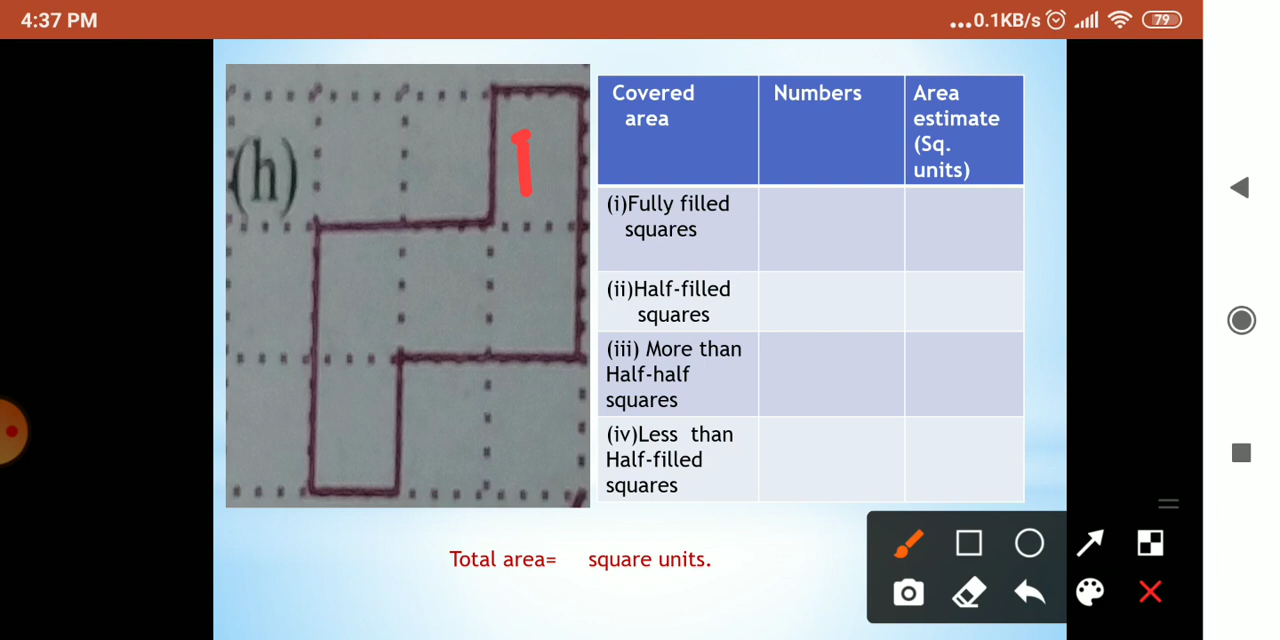 4:37 PM
...0.1KB/s
79
(h)
1
Covered
area
Numbers
Area
estimate
(Sq.
units)
(i)Fully filled
squares
(ii)Half-filled
squares
(iii) More than
Half-half
squares
(iv)Less than
Half-filled
squares
Total area= square units.